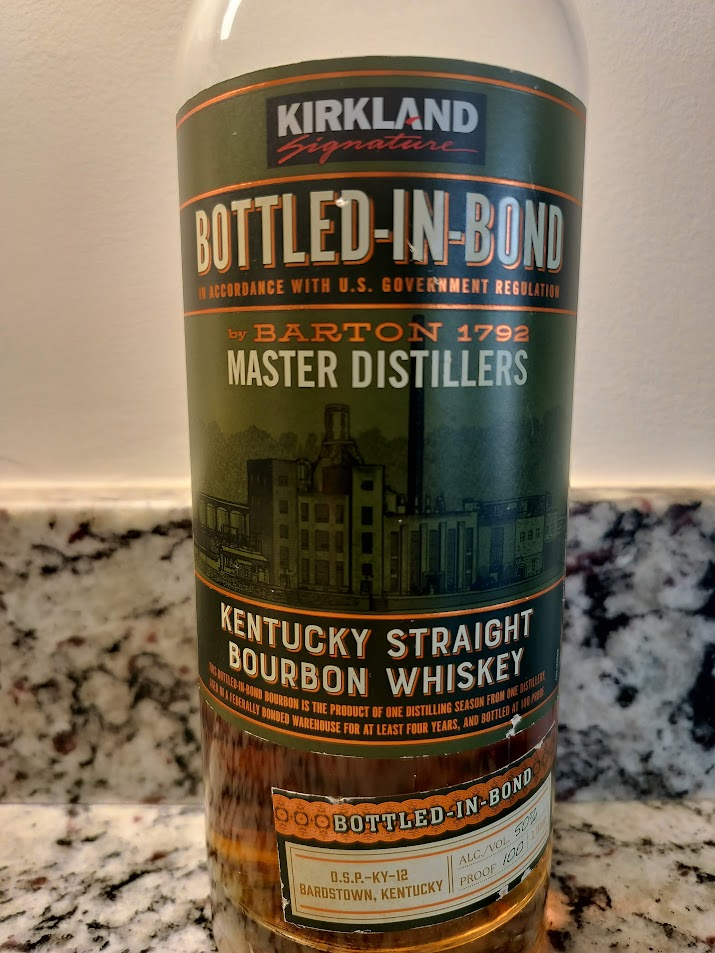 KIRKLAND
Signature
BOTTLED-IN-BOND
IN ACCORDANCE WITH U.S. GOVERNMENT REGULATION
by BARTON 1792
MASTER DISTILLERS
KENTUCKY STRAIGHT
BOURBON WHISKEY
THIS BOTTLED-IN-BOND BOURBON IS THE PRODUCT OF ONE DISTILLING SEASON FROM ONE DISTILLERY,
AGED IN A FEDERALLY BONDED WAREHOUSE FOR AT LEAST FOUR YEARS, AND BOTTLED AT 100 PROOF
BOTTLED-IN-BOND
D.S.P.-KY-12
BARDSTOWN, KENTUCKY
ALC./VOL. 50%
PROOF 100